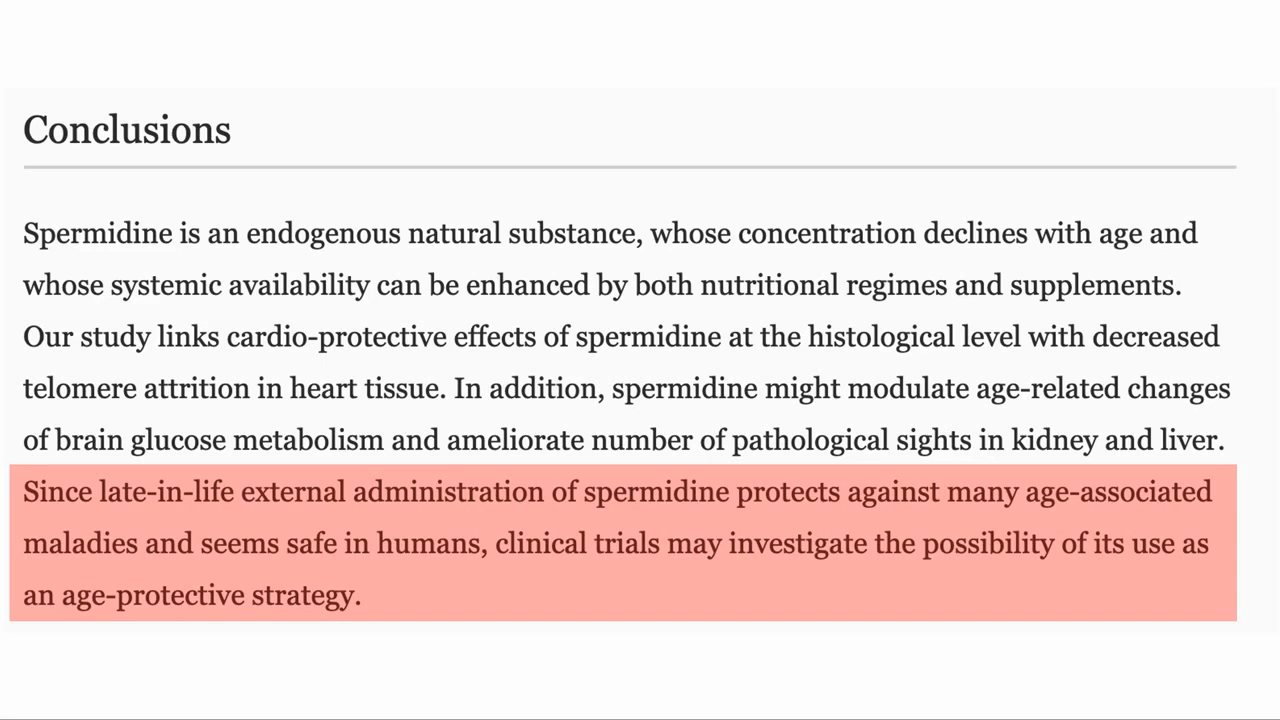 Conclusions
Spermidine is an endogenous natural substance, whose concentration declines with age and
whose systemic availability can be enhanced by both nutritional regimes and supplements.
Our study links cardio-protective effects of spermidine at the histological level with decreased
telomere attrition in heart tissue. In addition, spermidine might modulate age-related changes
of brain glucose metabolism and ameliorate number of pathological sights in kidney and liver.
Since late-in-life external administration of spermidine protects against many age-associated
maladies and seems safe in humans, clinical trials may investigate the possibility of its use as
an age-protective strategy.